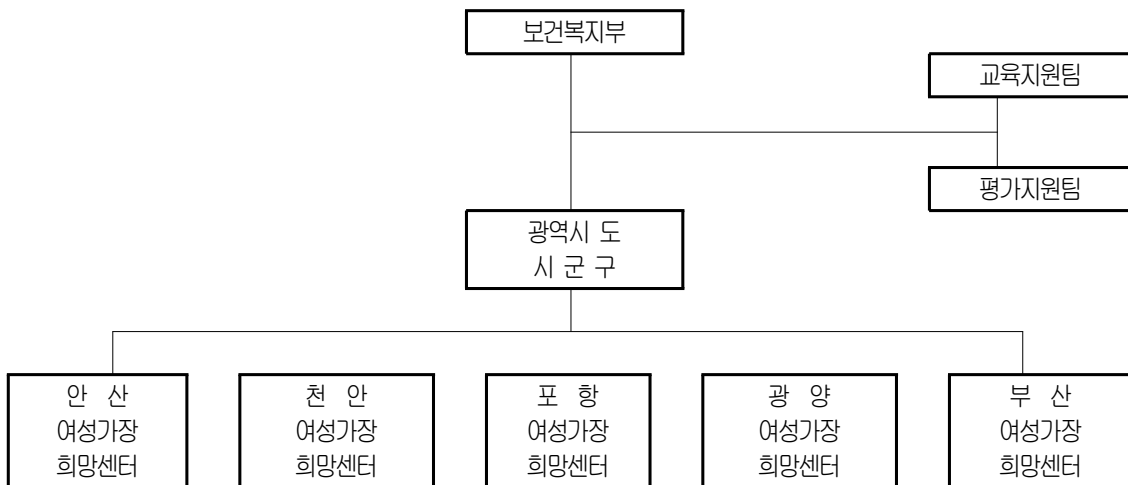 보건복지부
교육지원팀
평가지원팀
광역시 도
시 군 구
안 산
여성가장
희망센터
천 안
여성가장
희망센터
포 항
여성가장
희망센터
광 양
여성가장
희망센터
부 산
여성가장
희망센터